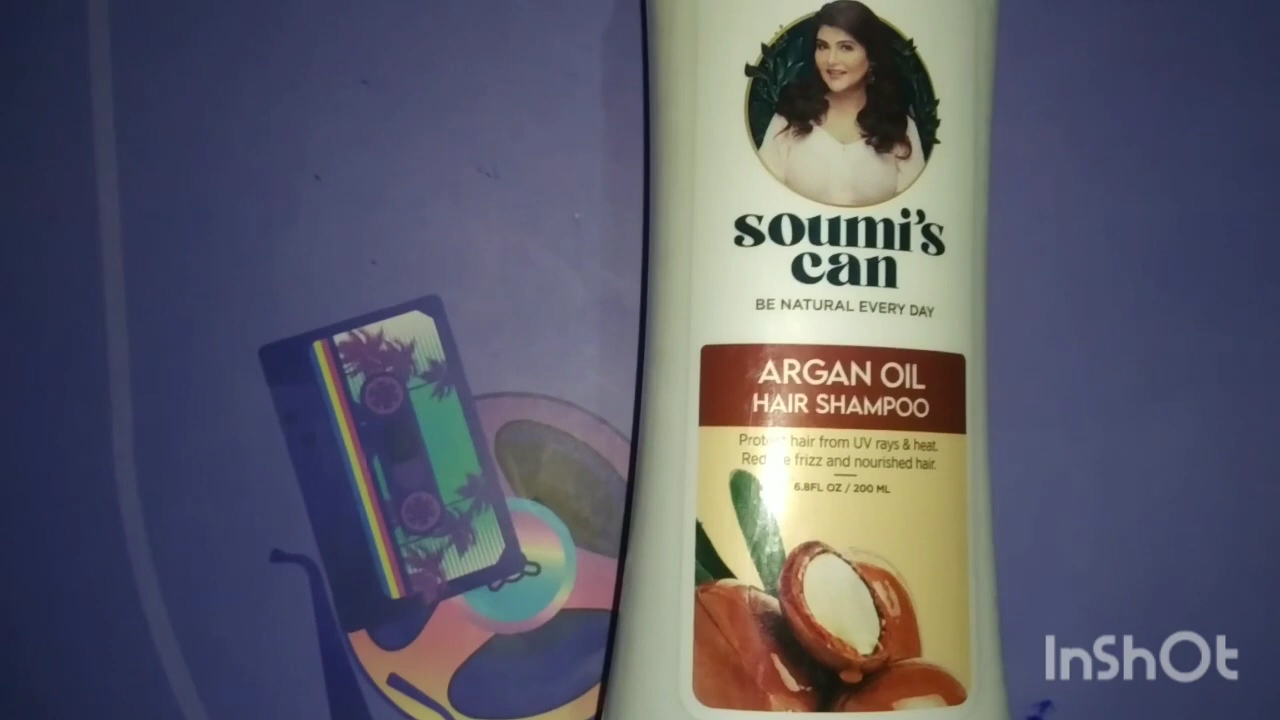 soumi's
can
BE NATURAL EVERY DAY
ARGAN OIL
HAIR SHAMPOO
Protect hair from UV rays & heat.
Reduce frizz and nourished hair.
6.8FL OZ / 200 ML
InShOt